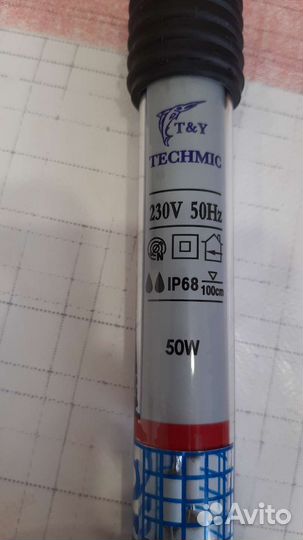 T&Y
TECHMIC
230V 50Hz
N
IP68 100cm
50W
Avito